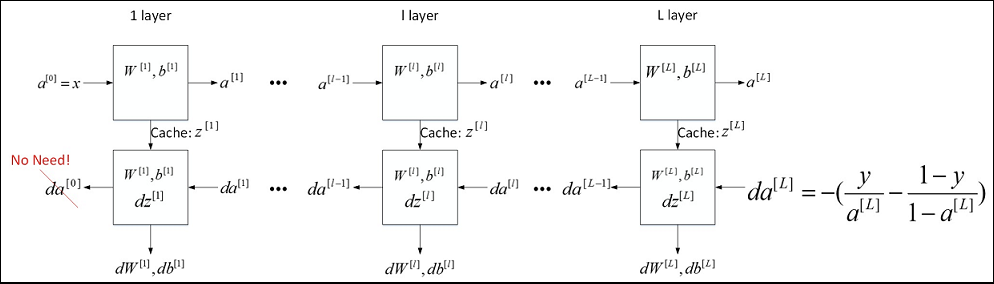 1 layer l layer L layer
a^[0] = x W^[1], b^[1] a^[1] ••• a^[l-1] W^[l], b^[l] a^[l] ••• a^[L-1] W^[L], b^[L] a^[L]
Cache: z^[1] Cache: z^[l] Cache: z^[L]
No Need!
da^[0] W^[1], b^[1] dz^[1] da^[1] ••• da^[l-1] W^[l], b^[l] dz^[l] da^[l] ••• da^[L-1] W^[L], b^[L] dz^[L] da^[L] = -(y/a^[L] - (1-y)/(1-a^[L]))
dW^[1], db^[1] dW^[l], db^[l] dW^[L], db^[L]